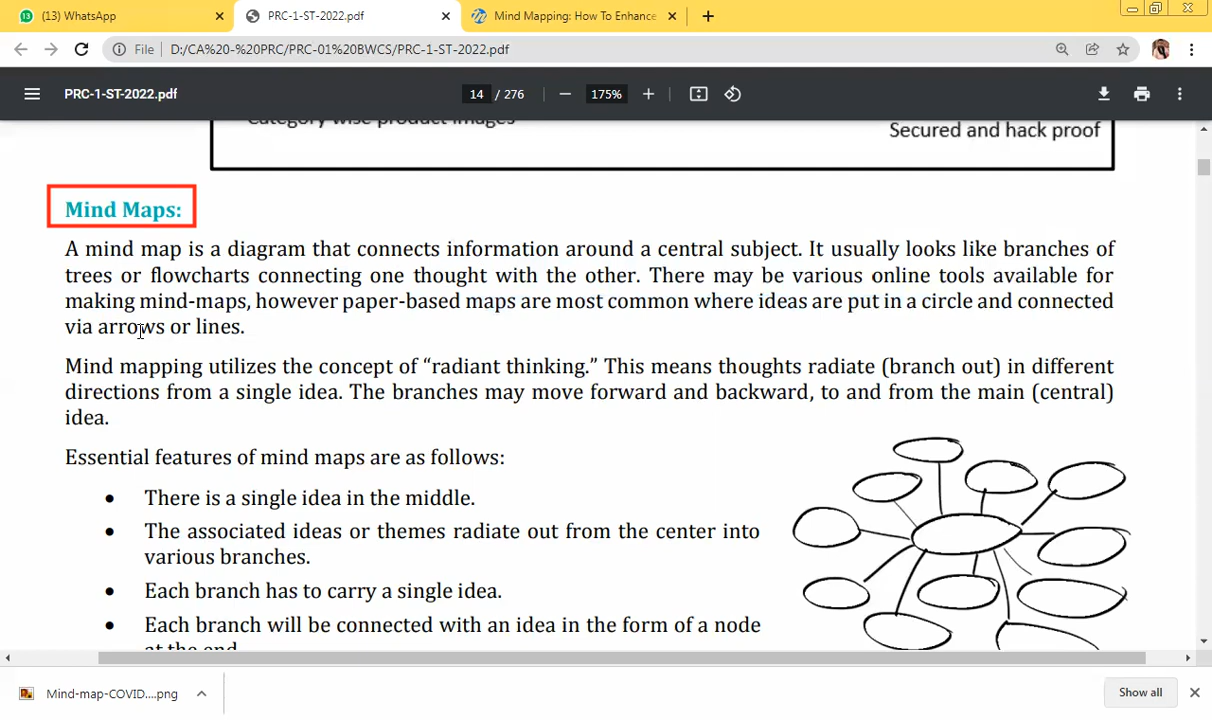 (13) WhatsApp
PRC-1-ST-2022.pdf
Mind Mapping: How To Enhance
File D:/CA%20-%20PRC/PRC-01%20BWCS/PRC-1-ST-2022.pdf
PRC-1-ST-2022.pdf
14 / 276
175%
Category wise product images
Secured and hack proof
Mind Maps:
A mind map is a diagram that connects information around a central subject. It usually looks like branches of
trees or flowcharts connecting one thought with the other. There may be various online tools available for
making mind-maps, however paper-based maps are most common where ideas are put in a circle and connected
via arrows or lines.
Mind mapping utilizes the concept of “radiant thinking.” This means thoughts radiate (branch out) in different
directions from a single idea. The branches may move forward and backward, to and from the main (central)
idea.
Essential features of mind maps are as follows:
• There is a single idea in the middle.
• The associated ideas or themes radiate out from the center into
various branches.
• Each branch has to carry a single idea.
• Each branch will be connected with an idea in the form of a node
at the end
Mind-map-COVID....png
Show all